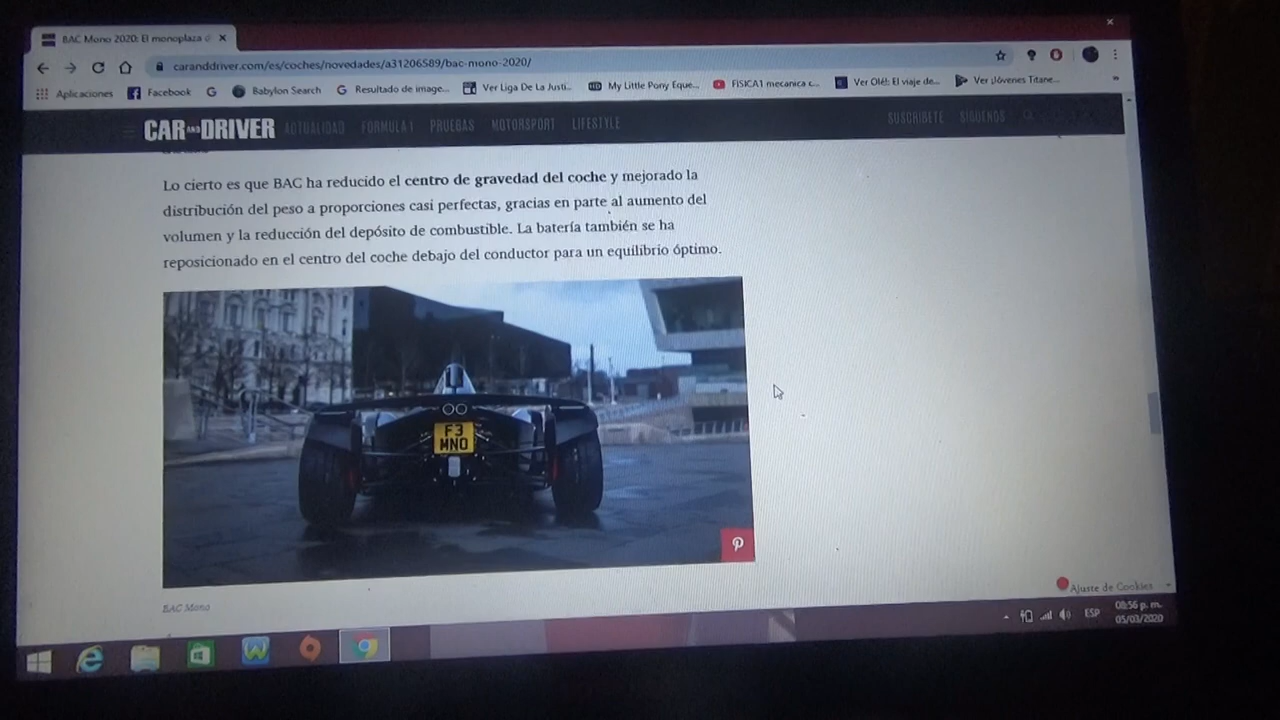 BAC Mono 2020: El monoplaza d
caranddriver.com/es/coches/novedades/a31206589/bac-mono-2020/
Aplicaciones Facebook Babylon Search Resultado de image... Ver Liga De La Justi... My Little Pony Eque... FISICA1 mecanica c... Ver Olé!: El viaje de... Ver Jóvenes Titane...
CAR AND DRIVER ACTUALIDAD FORMULA 1 PRUEBAS MOTORSPORT LIFESTYLE SUSCRÍBETE SÍGUENOS
Lo cierto es que BAC ha reducido el centro de gravedad del coche y mejorado la
distribución del peso a proporciones casi perfectas, gracias en parte al aumento del
volumen y la reducción del depósito de combustible. La batería también se ha
reposicionado en el centro del coche debajo del conductor para un equilibrio óptimo.
F3
MNO
BAC Mono
Ajuste de Cookies
ESP
08:56 p. m.
05/03/2020